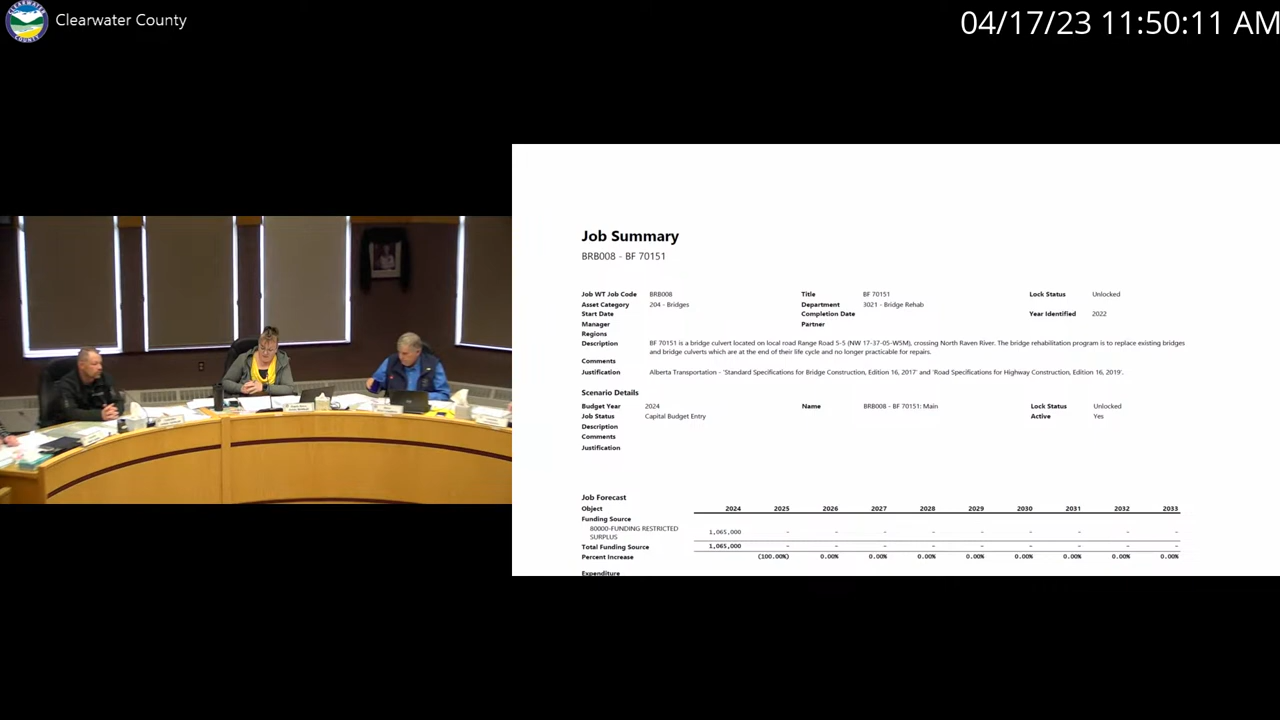 Clearwater County
04/17/23 11:50:11 AM
Job Summary
BRB008 - BF 70151
Job WT Job Code BRB008 Title BF 70151 Lock Status Unlocked
Asset Category 204 - Bridges Department 3021 - Bridge Rehab
Start Date Completion Date Year Identified 2022
Manager Partner
Regions
Description BF 70151 is a bridge culvert located on local road Range Road 5-5 (NW 17-37-05-W5M), crossing North Raven River. The bridge rehabilitation program is to replace existing bridges
and bridge culverts which are at the end of their life cycle and no longer practicable for repairs.
Comments
Justification Alberta Transportation - 'Standard Specifications for Bridge Construction, Edition 16, 2017' and 'Road Specifications for Highway Construction, Edition 16, 2019'.
Scenario Details
Budget Year 2024 Name BRB008 - BF 70151: Main Lock Status Unlocked
Job Status Capital Budget Entry Active Yes
Description
Comments
Justification
Job Forecast
Object 2024 2025 2026 2027 2028 2029 2030 2031 2032 2033
Funding Source
80000-FUNDING RESTRICTED
SURPLUS 1,065,000 - - - - - - - - -
Total Funding Source 1,065,000 - - - - - - - - -
Percent Increase (100.00%) 0.00% 0.00% 0.00% 0.00% 0.00% 0.00% 0.00% 0.00%
Expenditure